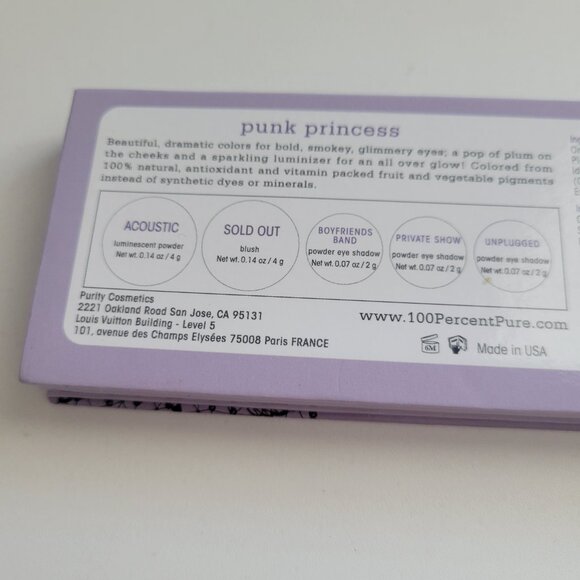 punk princess
Beautiful, dramatic colors for bold, smokey, glimmery eyes; a pop of plum on
the cheeks and a sparkling luminizer for an all over glow! Colored from
100% natural, antioxidant and vitamin packed fruit and vegetable pigments
instead of synthetic dyes or minerals.
ACOUSTIC
luminescent powder
Net wt. 0.14 oz / 4 g
SOLD OUT
blush
Net wt. 0.14 oz / 4 g
BOYFRIENDS
BAND
powder eye shadow
Net wt. 0.07 oz / 2 g
PRIVATE SHOW
powder eye shadow
Net wt. 0.07 oz / 2 g
UNPLUGGED
powder eye shadow
Net wt. 0.07 oz / 2 g
Purity Cosmetics
2221 Oakland Road San Jose, CA 95131
Louis Vuitton Building - Level 5
101, avenue des Champs Elysées 75008 Paris FRANCE
www.100PercentPure.com
6M
Made in USA